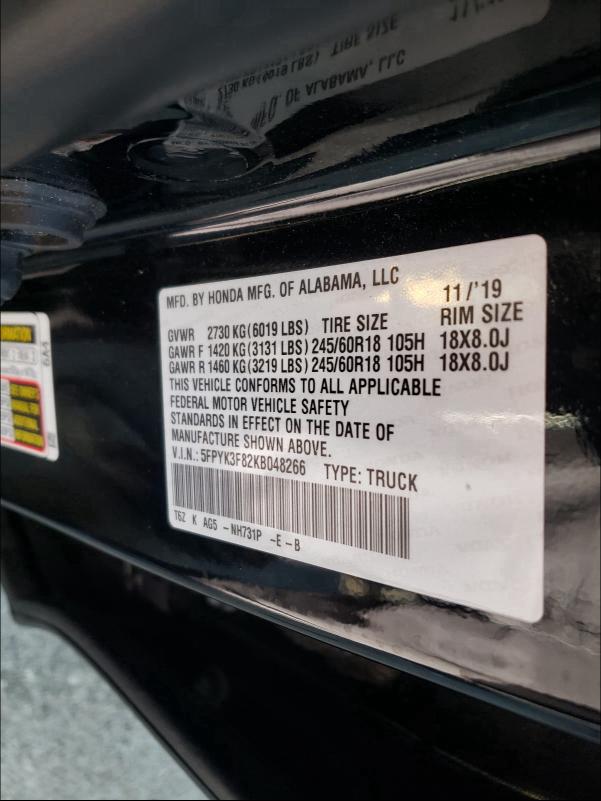 MFD. BY HONDA MFG. OF ALABAMA, LLC 11/'19
GVWR 2730 KG(6019 LBS) TIRE SIZE RIM SIZE
GAWR F 1420 KG(3131 LBS) 245/60R18 105H 18X8.0J
GAWR R 1460 KG(3219 LBS) 245/60R18 105H 18X8.0J
THIS VEHICLE CONFORMS TO ALL APPLICABLE
FEDERAL MOTOR VEHICLE SAFETY
STANDARDS IN EFFECT ON THE DATE OF
MANUFACTURE SHOWN ABOVE.
V.I.N.: 5FPYK3F82KB048266 TYPE: TRUCK
T6Z K AG5 -NH731P -E -B